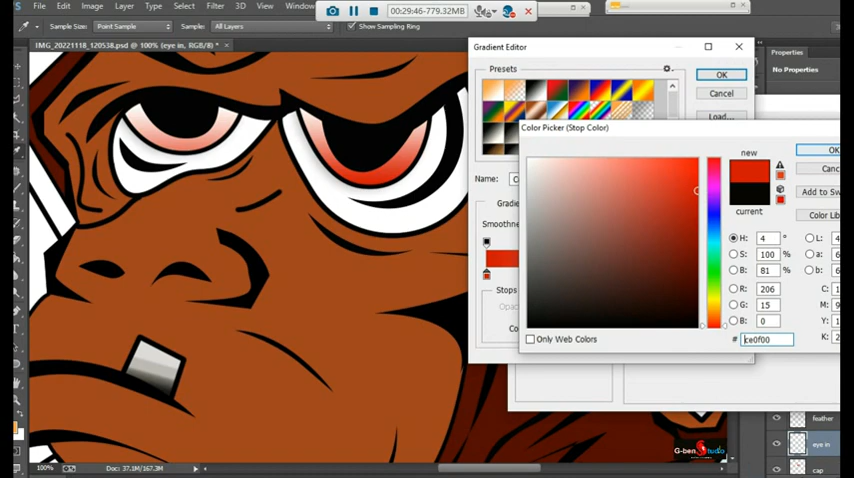 File Edit Image Layer Type Select Filter 3D View Window
00:29:46-779.32MB
Sample Size: Point Sample Sample: All Layers Show Sampling Ring
IMG_20221118_120538.psd @ 100% (eye in, RGB/8) * ×
Gradient Editor
Presets
OK
Cancel
Load...
Properties
No Properties
Color Picker (Stop Color)
new
current
OK
Canc
Add to Sw
Color Lib
Name:
Smoothne
Stops
H: 4 °
S: 100 %
B: 81 %
R: 206
G: 15
B: 0
L:
a:
b:
C:
M:
Y:
K:
Only Web Colors
# ce0f00
feather
eye in
cap
G-ben Studio
100% Doc: 37.1M/167.3M